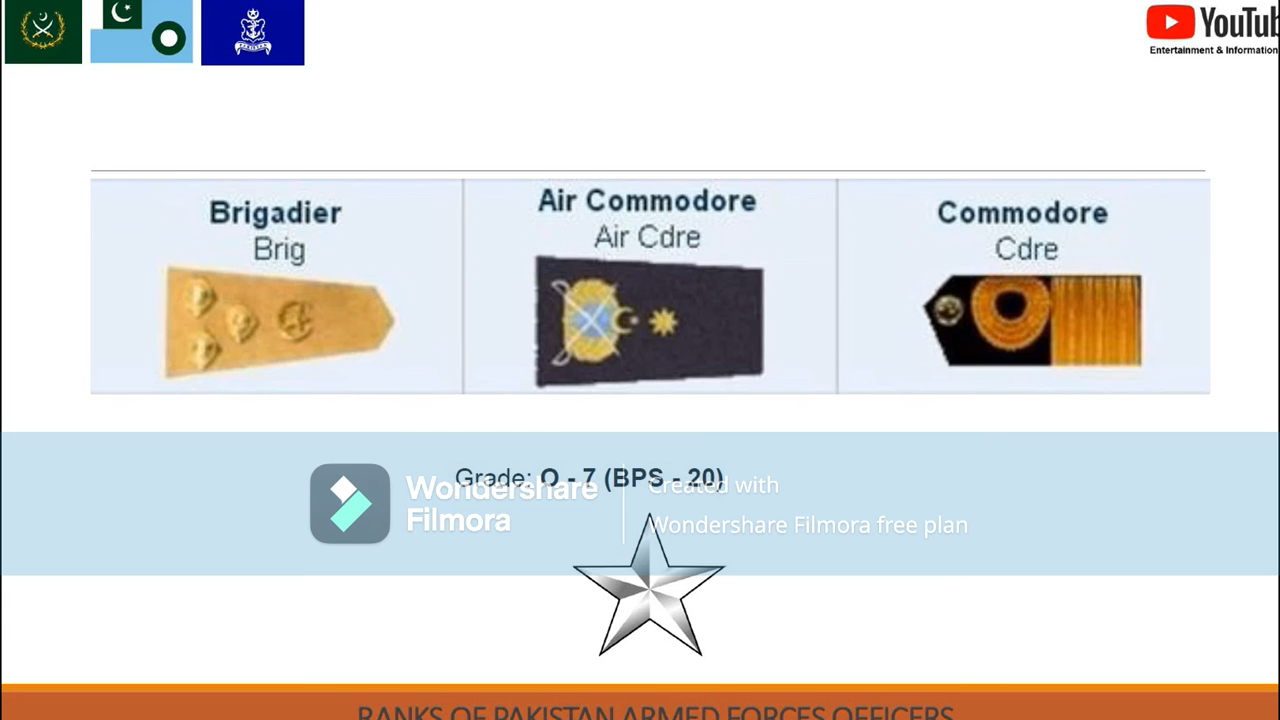 YouTub
Entertainment & Information
Brigadier
Brig
Air Commodore
Air Cdre
Commodore
Cdre
Grade: O - 7 (BPS - 20)
Wondershare
Filmora
Created with
Wondershare Filmora free plan
RANKS OF PAKISTAN ARMED FORCES OFFICERS